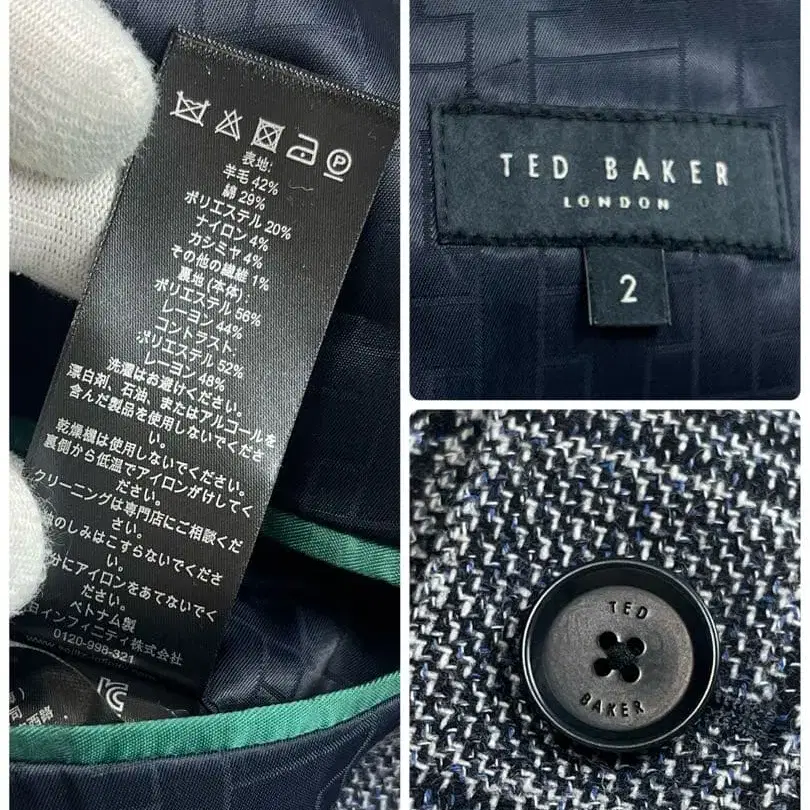 表地:
羊毛 42%
綿 29%
ポリエステル 20%
ナイロン 4%
カシミヤ 4%
その他の繊維 1%
裏地 (本体):
ポリエステル 56%
レーヨン 44%
コントラスト:
ポリエステル 52%
レーヨン 48%
洗濯はお避けください。
漂白剤、石油、またはアルコールを
含んだ製品を使用しないでくださ
い。
乾燥機は使用しないでください。
裏側から低温でアイロンがけしてく
ださい。
クリーニングは専門店にご相談くだ
さい。
のしみはこすらないでくださ
い。
分にアイロンをあてないでく
ださい。
ベトナム製
日インフィニティ株式会社
0120-998-321
TED BAKER
LONDON
2
TED
BAKER